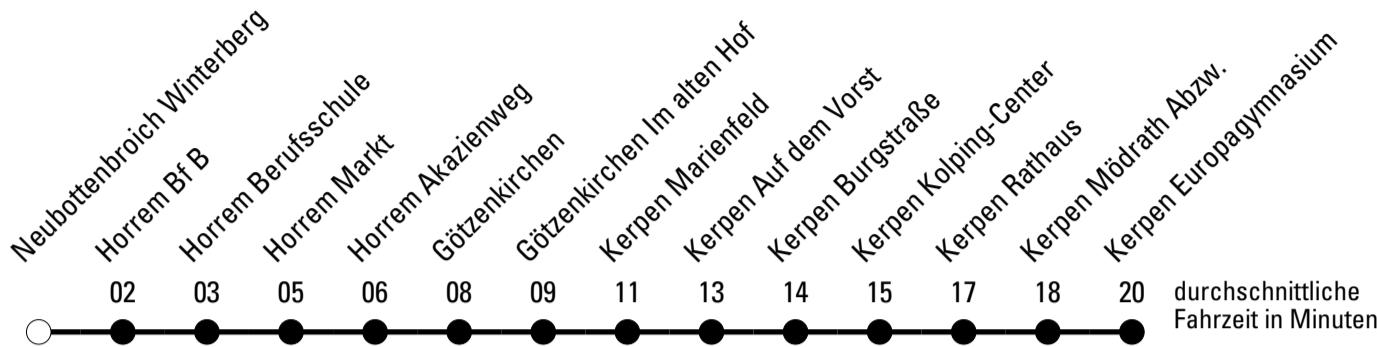 Neubottenbroich Winterberg
Horrem Bf B
Horrem Berufsschule
Horrem Markt
Horrem Akazienweg
Götzenkirchen
Götzenkirchen Im alten Hof
Kerpen Marienfeld
Kerpen Auf dem Vorst
Kerpen Burgstraße
Kerpen Kolping-Center
Kerpen Rathaus
Kerpen Mödrath Abzw.
Kerpen Europagymnasium
02 03 05 06 08 09 11 13 14 15 17 18 20
durchschnittliche
Fahrzeit in Minuten